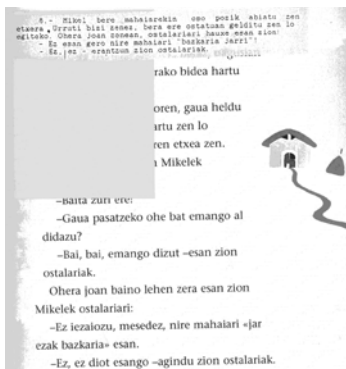 8.- Mikel bere mahaiarekin oso pozik abiatu zen
etxera. Urruti bizi zenez, bera ere ostatuan gelditu zen lo
egiteko. Ohera joan zonean, ostalariari hauxe esan zion:
- Ez esan gero nire mahaiari "bazkaria jarri"!
- Ez, ez - erantzun zion ostalariak.
rako bidea hartu
oren, gaua heldu
artu zen lo
ren etxea zen.
Mikelek
–Baita zuri ere!
–Gaua pasatzeko ohe bat emango al
didazu?
–Bai, bai, emango dizut –esan zion
ostalariak.
Ohera joan baino lehen zera esan zion
Mikelek ostalariari:
–Ez iezaiozu, mesedez, nire mahaiari «jar
ezak bazkaria» esan.
–Ez, ez diot esango –agindu zion ostalariak.